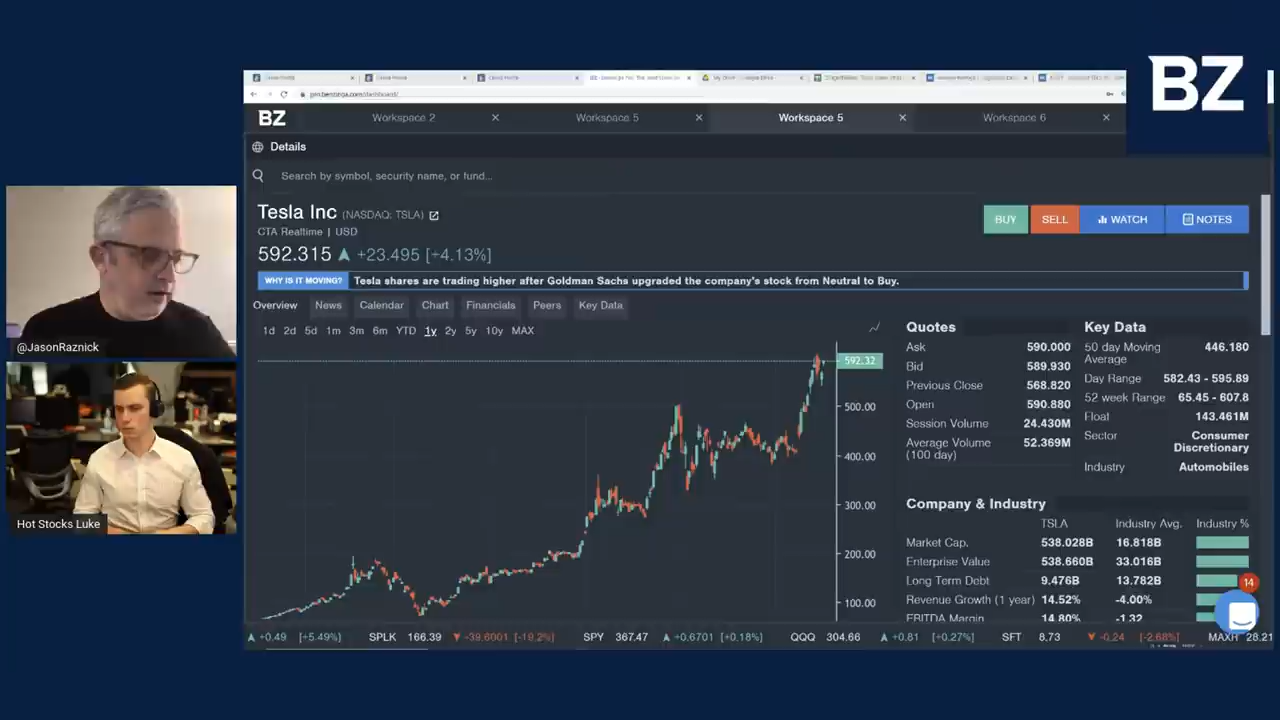 BZ
pro.benzinga.com/dashboard/
BZ
Workspace 2
Workspace 5
Workspace 5
Workspace 6
Details
Search by symbol, security name, or fund...
Tesla Inc (NASDAQ: TSLA)
CTA Realtime | USD
592.315 ▲ +23.495 [+4.13%]
BUY
SELL
WATCH
NOTES
WHY IS IT MOVING? Tesla shares are trading higher after Goldman Sachs upgraded the company's stock from Neutral to Buy.
Overview News Calendar Chart Financials Peers Key Data
1d 2d 5d 1m 3m 6m YTD 1y 2y 5y 10y MAX
592.32
500.00
400.00
300.00
200.00
100.00
Quotes
Ask 590.000
Bid 589.930
Previous Close 568.820
Open 590.880
Session Volume 24.430M
Average Volume 52.369M
(100 day)
Key Data
50 day Moving 446.180
Average
Day Range 582.43 - 595.89
52 week Range 65.45 - 607.8
Float 143.461M
Sector Consumer
Discretionary
Industry Automobiles
Company & Industry
TSLA Industry Avg. Industry %
Market Cap. 538.028B 16.818B
Enterprise Value 538.660B 33.016B
Long Term Debt 9.476B 13.782B
Revenue Growth (1 year) 14.52% -4.00%
EBITDA Margin 14.80% -1.32
14
▲ +0.49 [+5.49%] SPLK 166.39 ▼ -39.6001 [-19.2%] SPY 367.47 ▲ +0.6701 [+0.18%] QQQ 304.66 ▲ +0.81 [+0.27%] SFT 8.73 ▼ -0.24 [-2.68%] MAXR 28.21
@JasonRaznick
Hot Stocks Luke